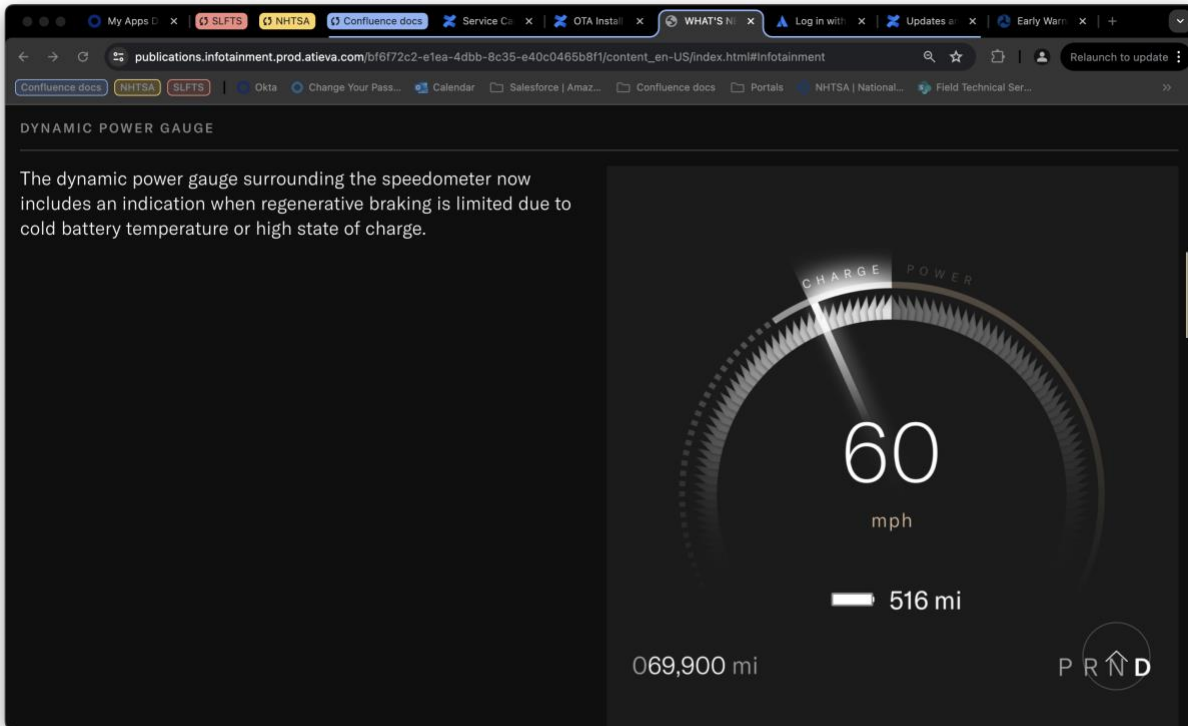 My Apps D
SLFTS
NHTSA
Confluence docs
Service Ca
OTA Install
WHAT'S NE
Log in with
Updates a
Early Warn
publications.infotainment.prod.atieva.com/bf6f72c2-e1ea-4dbb-8c35-e40c0465b8f1/content_en-US/index.html#Infotainment
Relaunch to update
Confluence docs
NHTSA
SLFTS
Okta
Change Your Pass...
Calendar
Salesforce | Amaz...
Confluence docs
Portals
NHTSA | National...
Field Technical Ser...
DYNAMIC POWER GAUGE
The dynamic power gauge surrounding the speedometer now
includes an indication when regenerative braking is limited due to
cold battery temperature or high state of charge.
CHARGE POWER
60
mph
516 mi
069,900 mi
P R N D